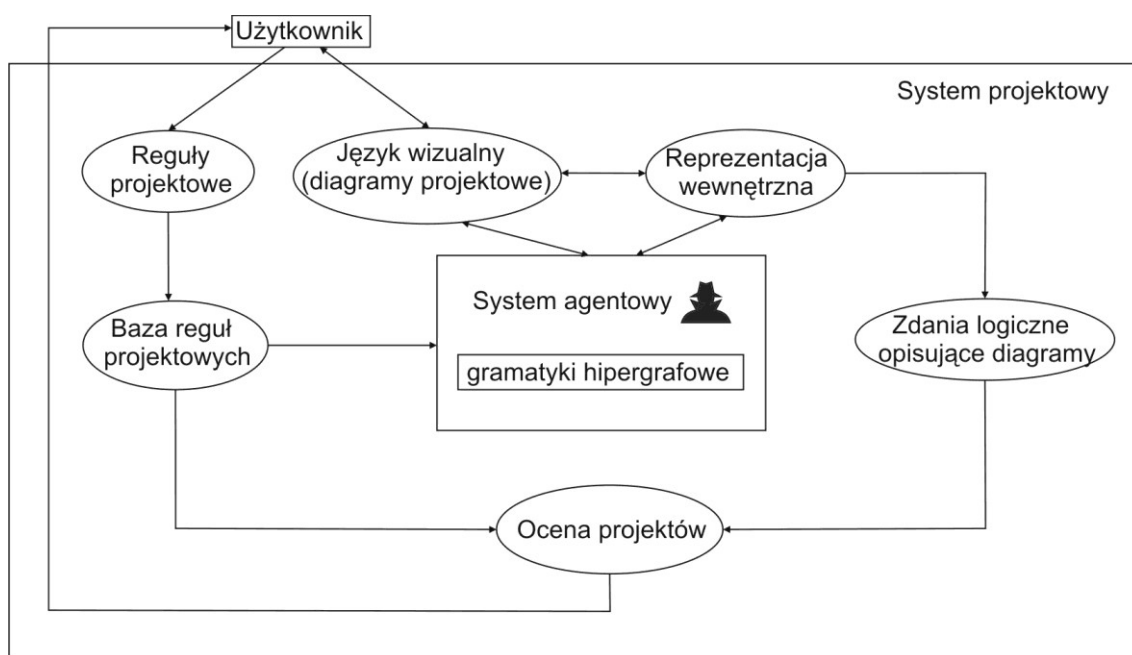 Użytkownik
System projektowy
Reguły
projektowe
Język wizualny
(diagramy projektowe)
Reprezentacja
wewnętrzna
System agentowy
gramatyki hipergrafowe
Baza reguł
projektowych
Zdania logiczne
opisujące diagramy
Ocena projektów